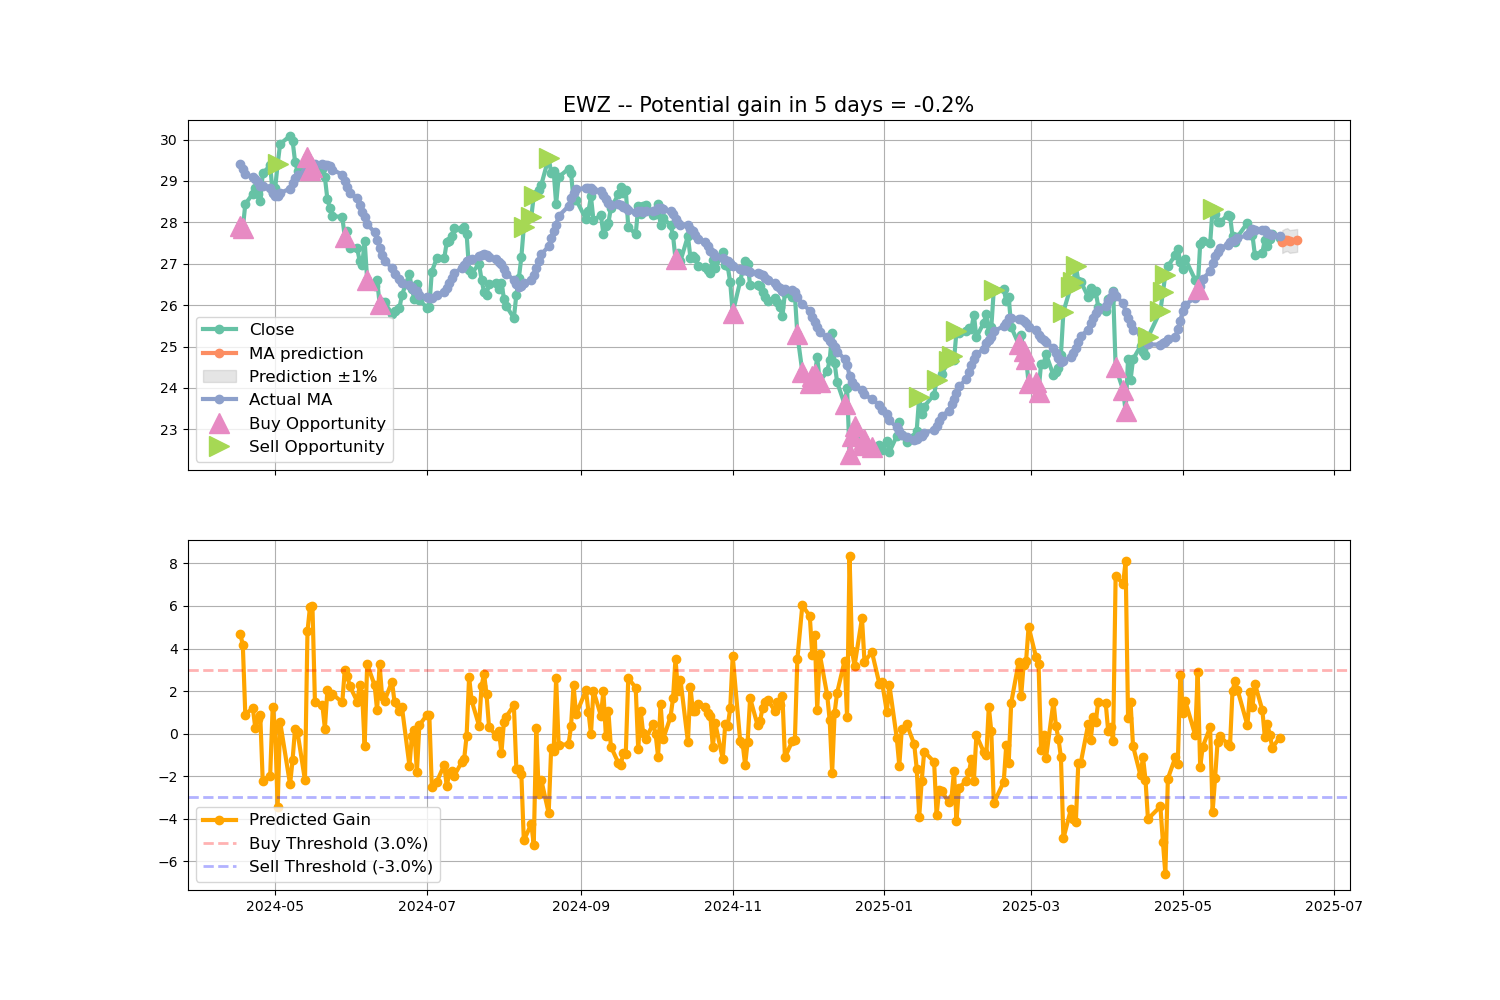 EWZ -- Potential gain in 5 days = -0.2%
30
29
28
27
26
25
24
23
Close
MA prediction
Prediction ±1%
Actual MA
Buy Opportunity
Sell Opportunity
8
6
4
2
0
−2
−4
−6
Predicted Gain
Buy Threshold (3.0%)
Sell Threshold (-3.0%)
2024-05 2024-07 2024-09 2024-11 2025-01 2025-03 2025-05 2025-07